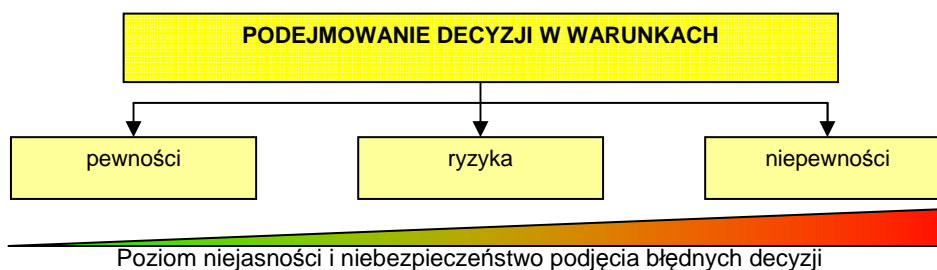 PODEJMOWANIE DECYZJI W WARUNKACH
pewności
ryzyka
niepewności
Poziom niejasności i niebezpieczeństwo podjęcia błędnych decyzji